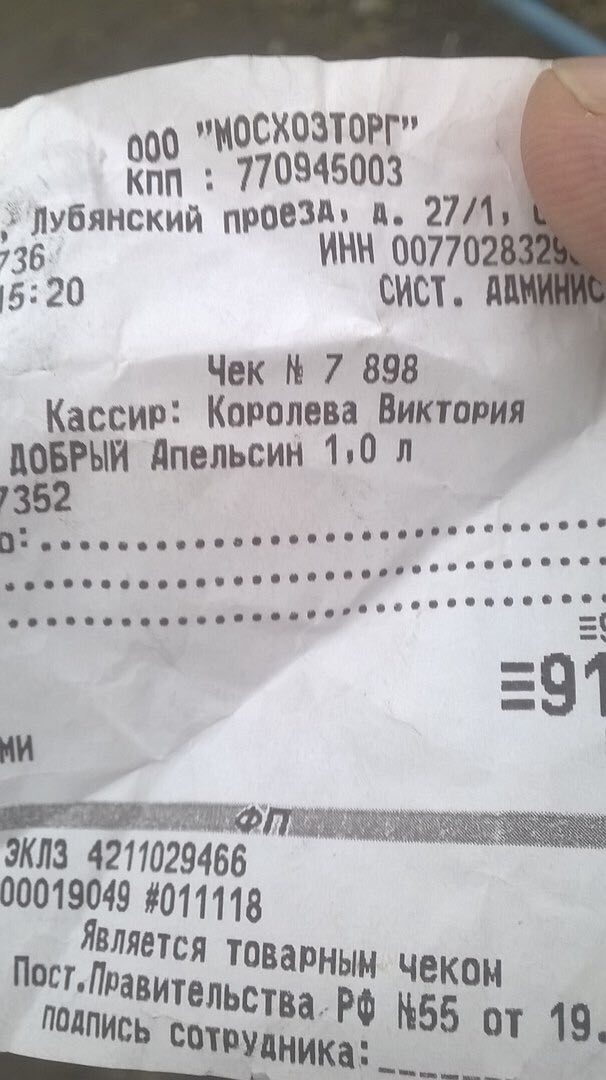 ООО "МОСХОЗТОРГ"
КПП : 770945003
, Лубянский проезд, д. 27/1,
736 ИНН 0077028329
15:20 СИСТ. АДМИНИС
Чек № 7 898
Кассир: Королева Виктория
ДОБРЫЙ Апельсин 1,0 л
7352
о:
≡9
≡91
МИ
ФП
ЭКЛЗ 4211029466
00019049 #011118
Является товарным чеком
Пост.Правительства РФ №55 от 19.
подпись сотрудника: